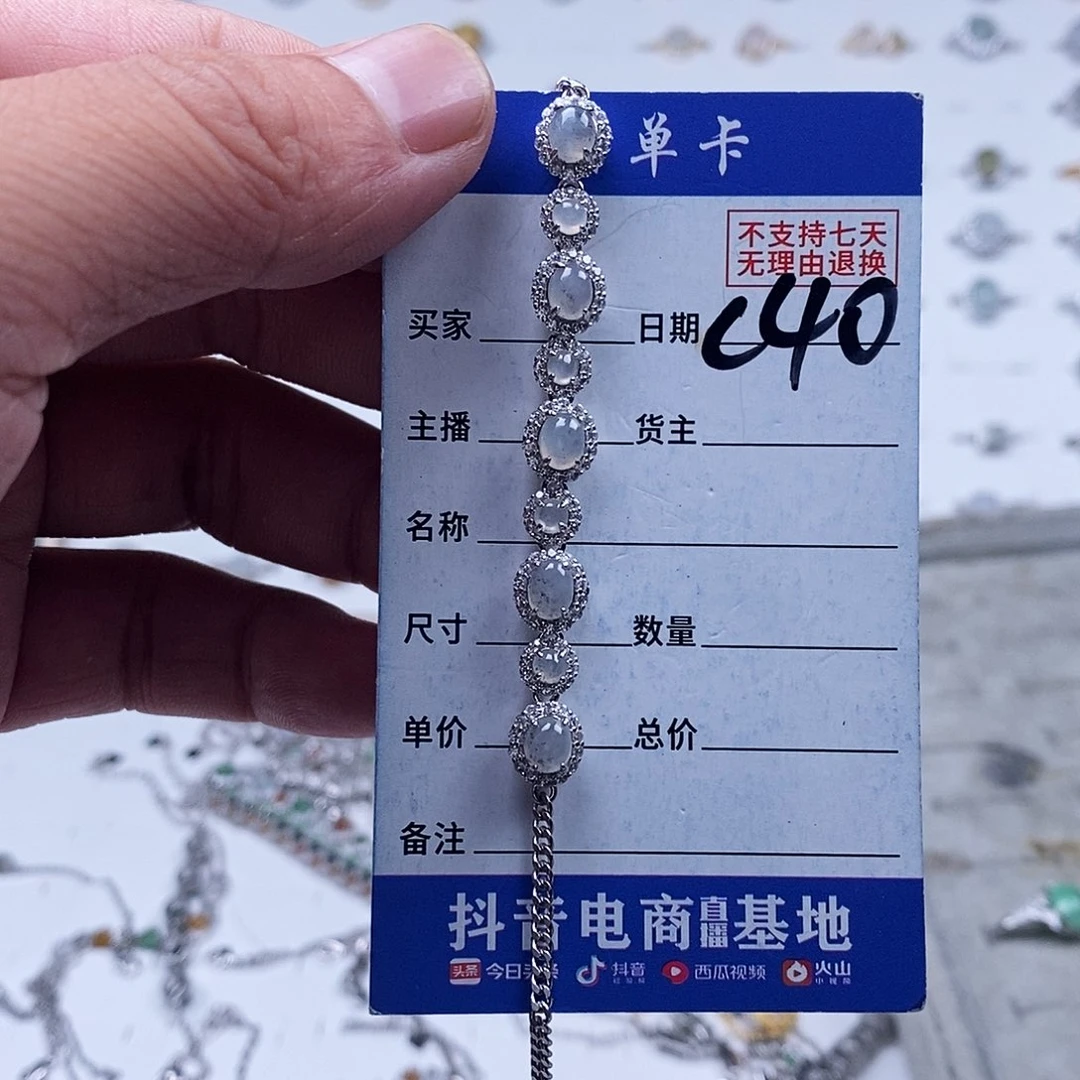 单卡
不支持七天
无理由退换
买家 日期 C40
主播 货主
名称
尺寸 数量
单价 总价
备注
抖音电商直播基地
头条 今日头条 抖音 西瓜视频 火山